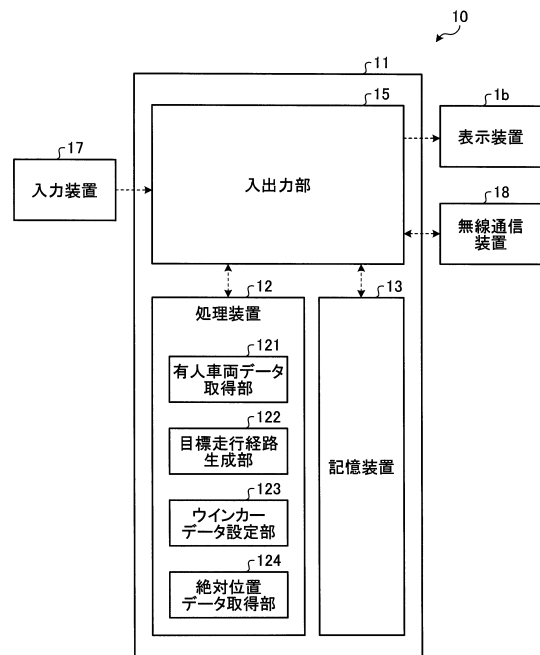 10
11
15
1b
表示装置
17
入力装置
入出力部
18
無線通信
装置
12
処理装置
13
121
有人車両データ
取得部
122
目標走行経路
生成部
記憶装置
123
ウインカー
データ設定部
124
絶対位置
データ取得部